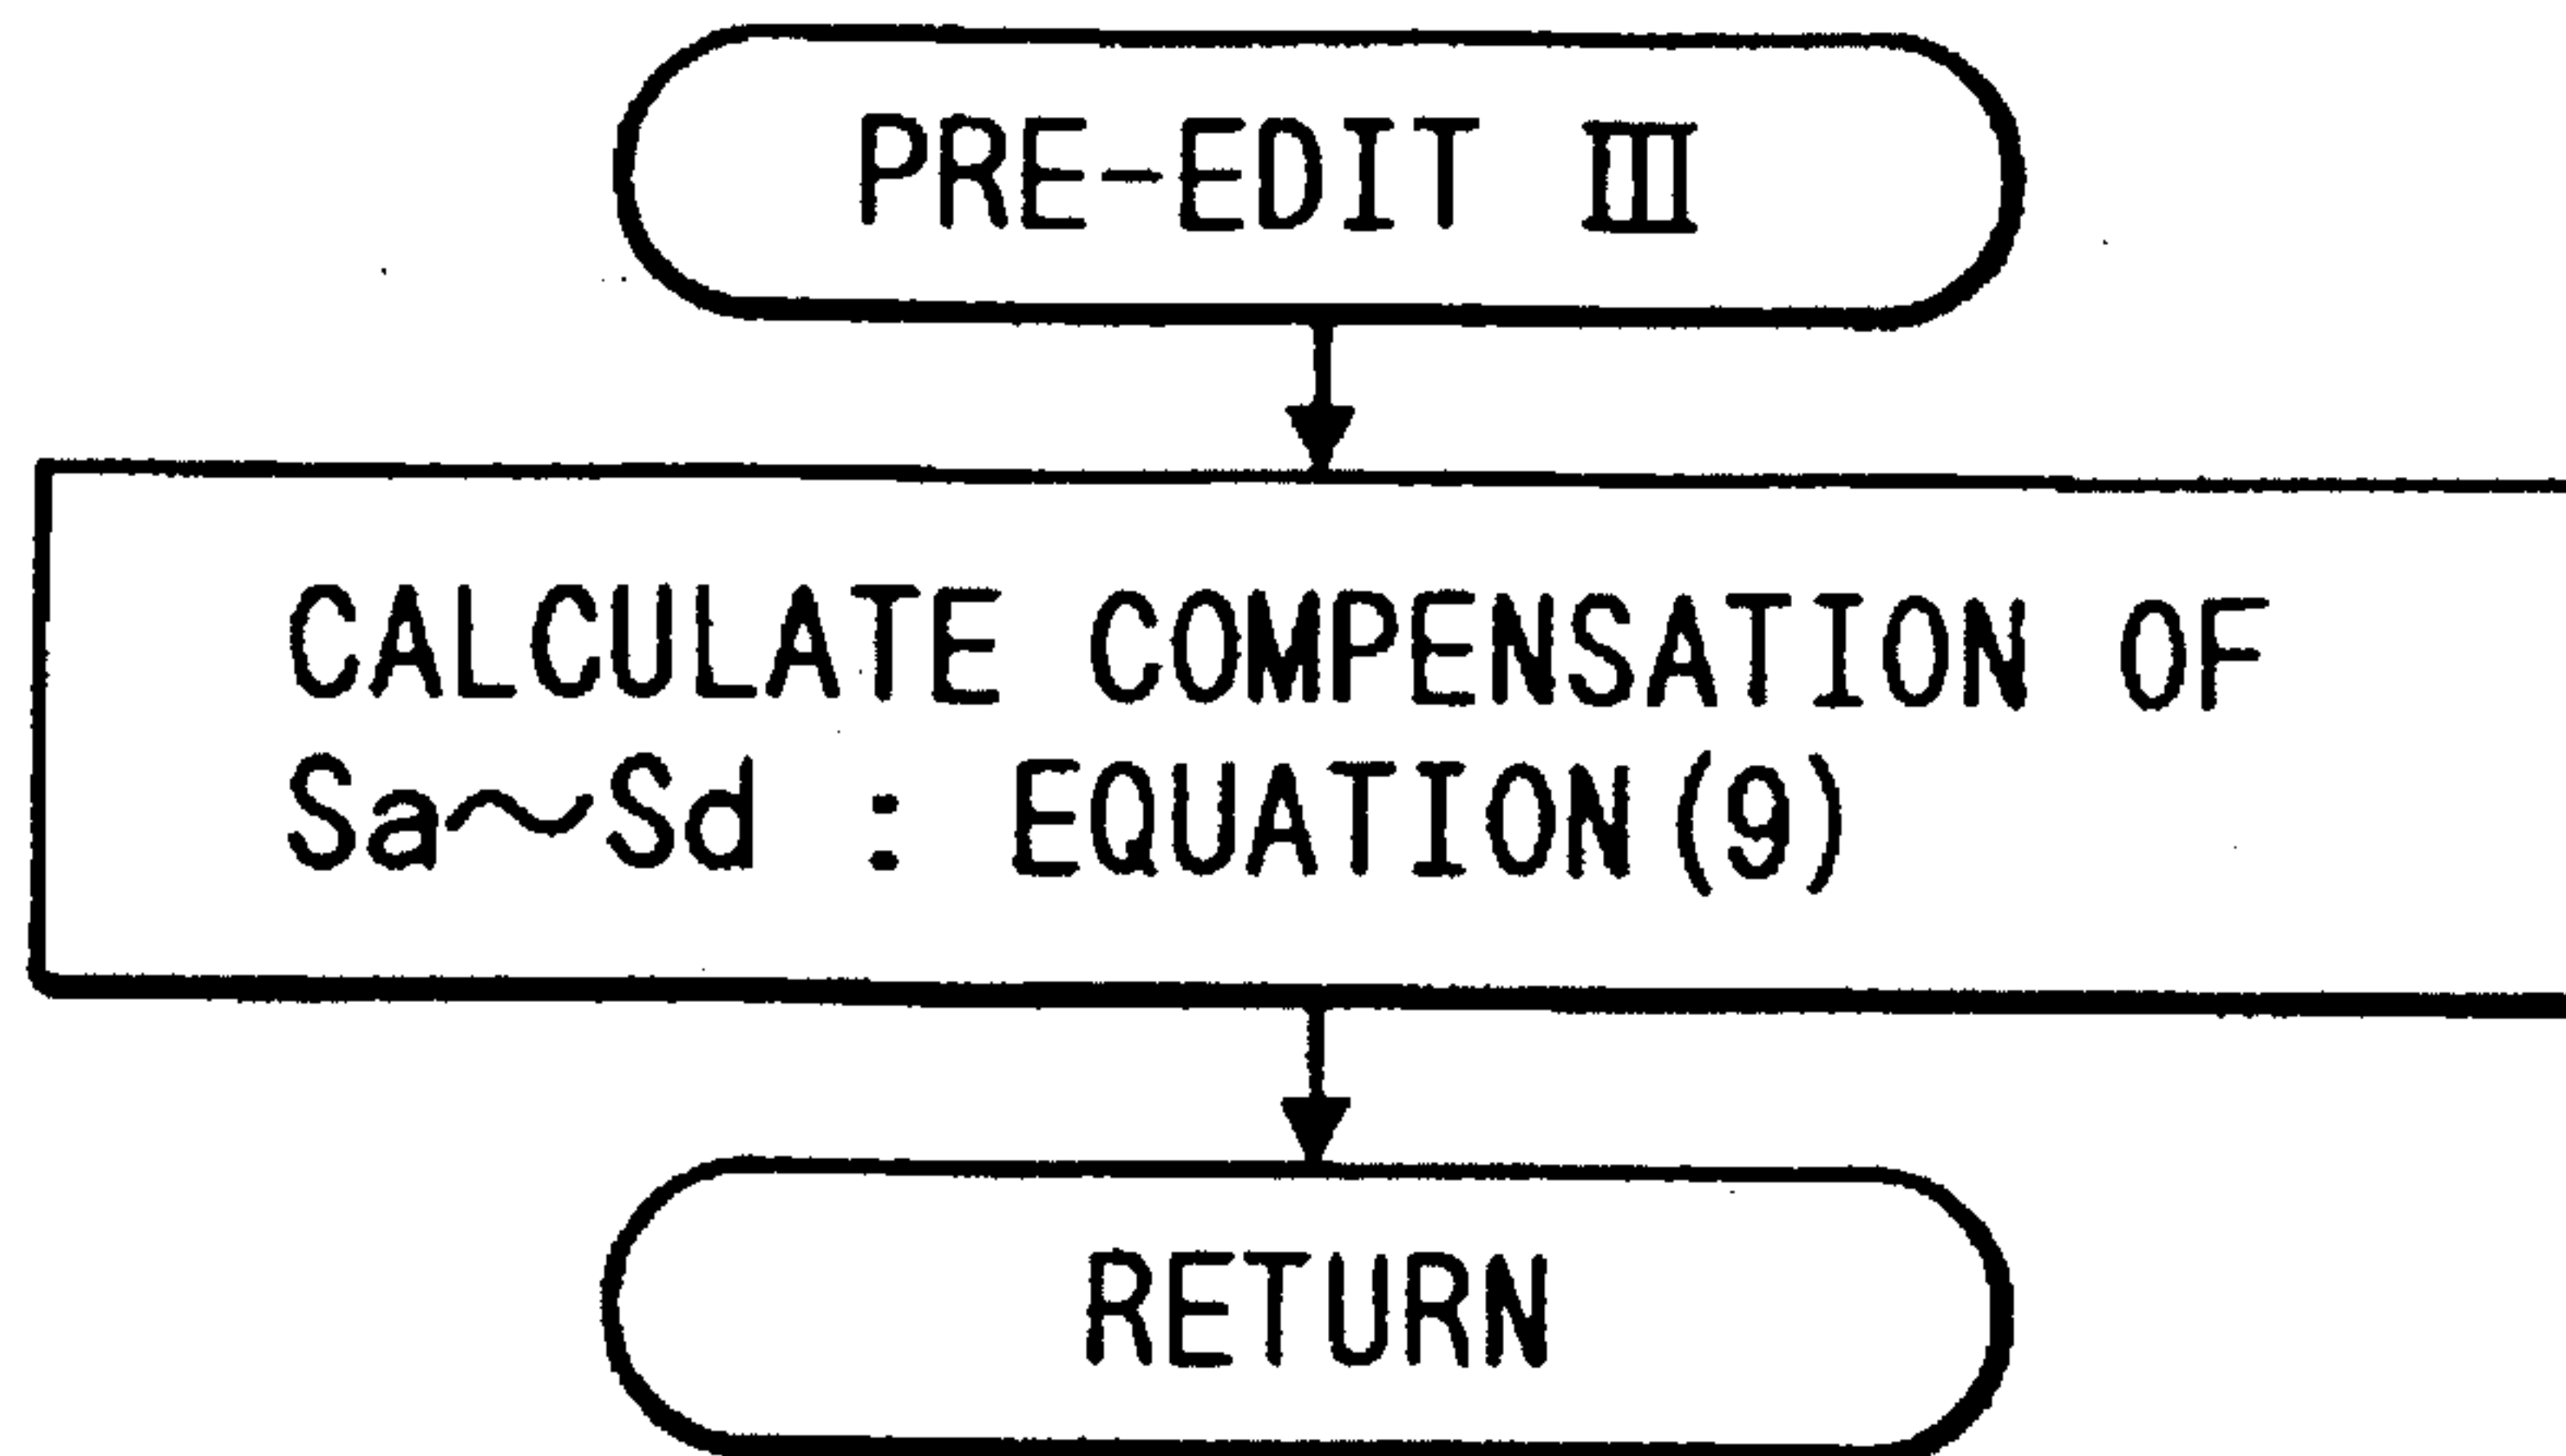 PRE-EDIT III
CALCULATE COMPENSATION OF
Sa~Sd : EQUATION(9)
RETURN